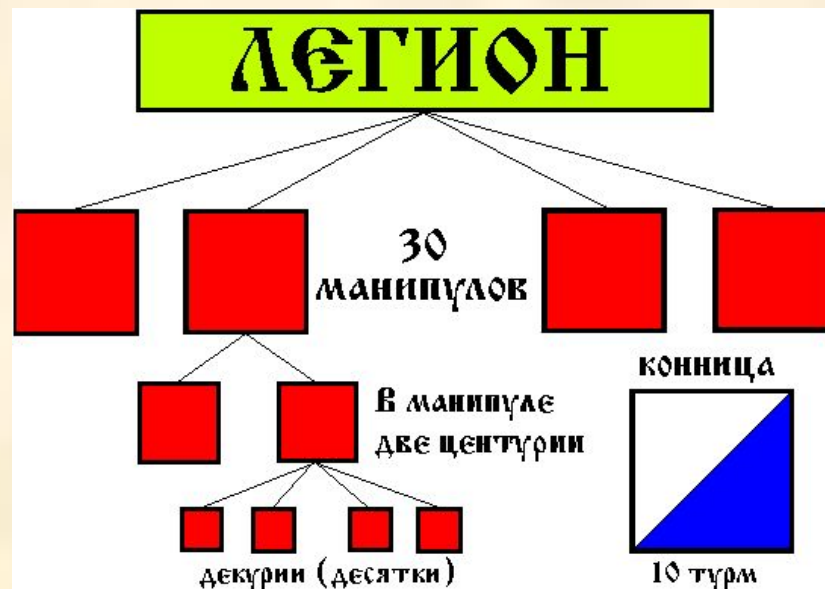 ЛЕГИОН
30
МАНИПУЛОВ
КОННИЦА
В МАНИПУЛЕ
ДВЕ ЦЕНТУРИИ
ДЕКУРИИ (ДЕСЯТКИ)
10 ТУРМ